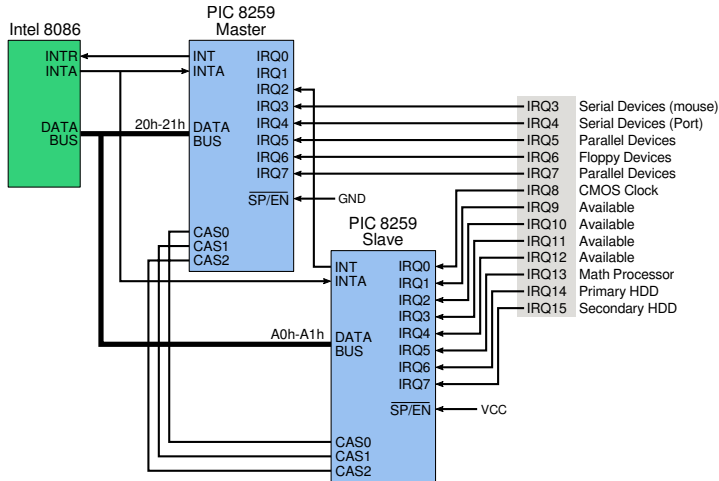 Intel 8086
INTR
INTA
DATA
BUS
20h-21h
PIC 8259
Master
INT
INTA
DATA
BUS
CAS0
CAS1
CAS2
IRQ0
IRQ1
IRQ2
IRQ3
IRQ4
IRQ5
IRQ6
IRQ7
SP/EN
GND
PIC 8259
Slave
INT
INTA
A0h-A1h
DATA
BUS
CAS0
CAS1
CAS2
IRQ0
IRQ1
IRQ2
IRQ3
IRQ4
IRQ5
IRQ6
IRQ7
SP/EN
VCC
IRQ3 Serial Devices (mouse)
IRQ4 Serial Devices (Port)
IRQ5 Parallel Devices
IRQ6 Floppy Devices
IRQ7 Parallel Devices
IRQ8 CMOS Clock
IRQ9 Available
IRQ10 Available
IRQ11 Available
IRQ12 Available
IRQ13 Math Processor
IRQ14 Primary HDD
IRQ15 Secondary HDD